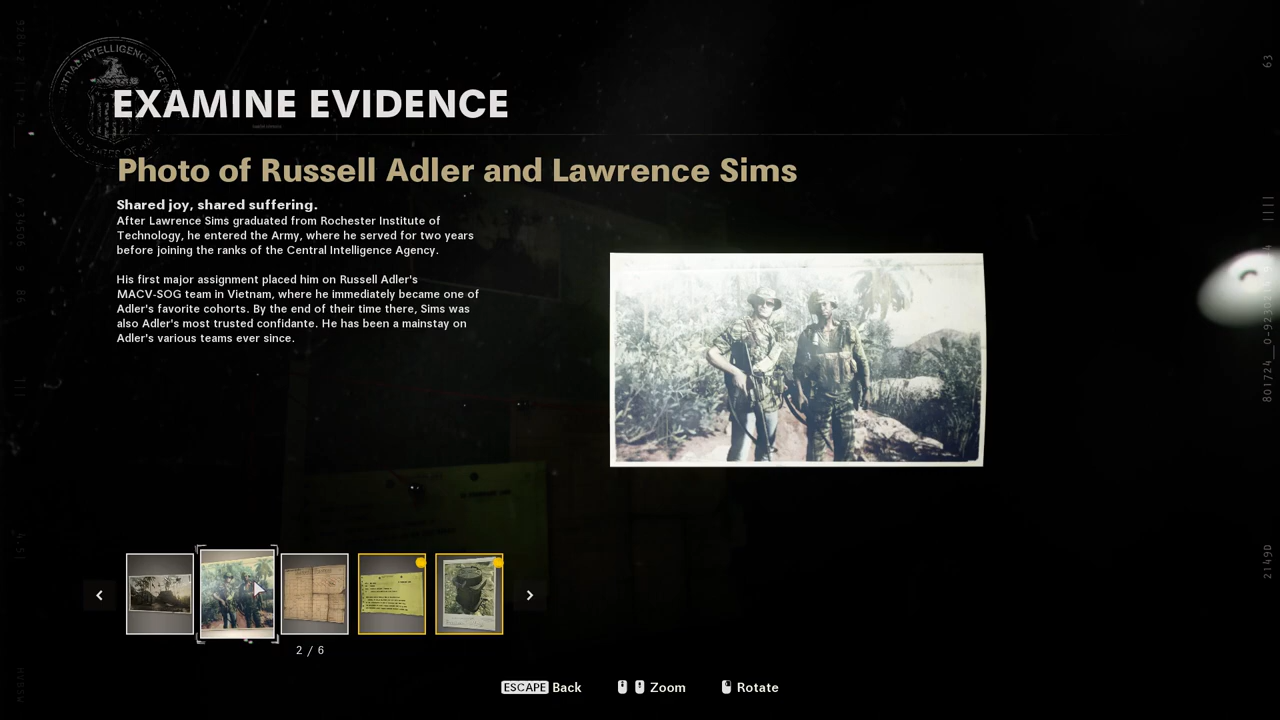 EXAMINE EVIDENCE
Photo of Russell Adler and Lawrence Sims
Shared joy, shared suffering.
After Lawrence Sims graduated from Rochester Institute of
Technology, he entered the Army, where he served for two years
before joining the ranks of the Central Intelligence Agency.
His first major assignment placed him on Russell Adler's
MACV-SOG team in Vietnam, where he immediately became one of
Adler's favorite cohorts. By the end of their time there, Sims was
also Adler's most trusted confidante. He has been a mainstay on
Adler's various teams ever since.
2 / 6
ESCAPE Back
Zoom
Rotate
63
2149D